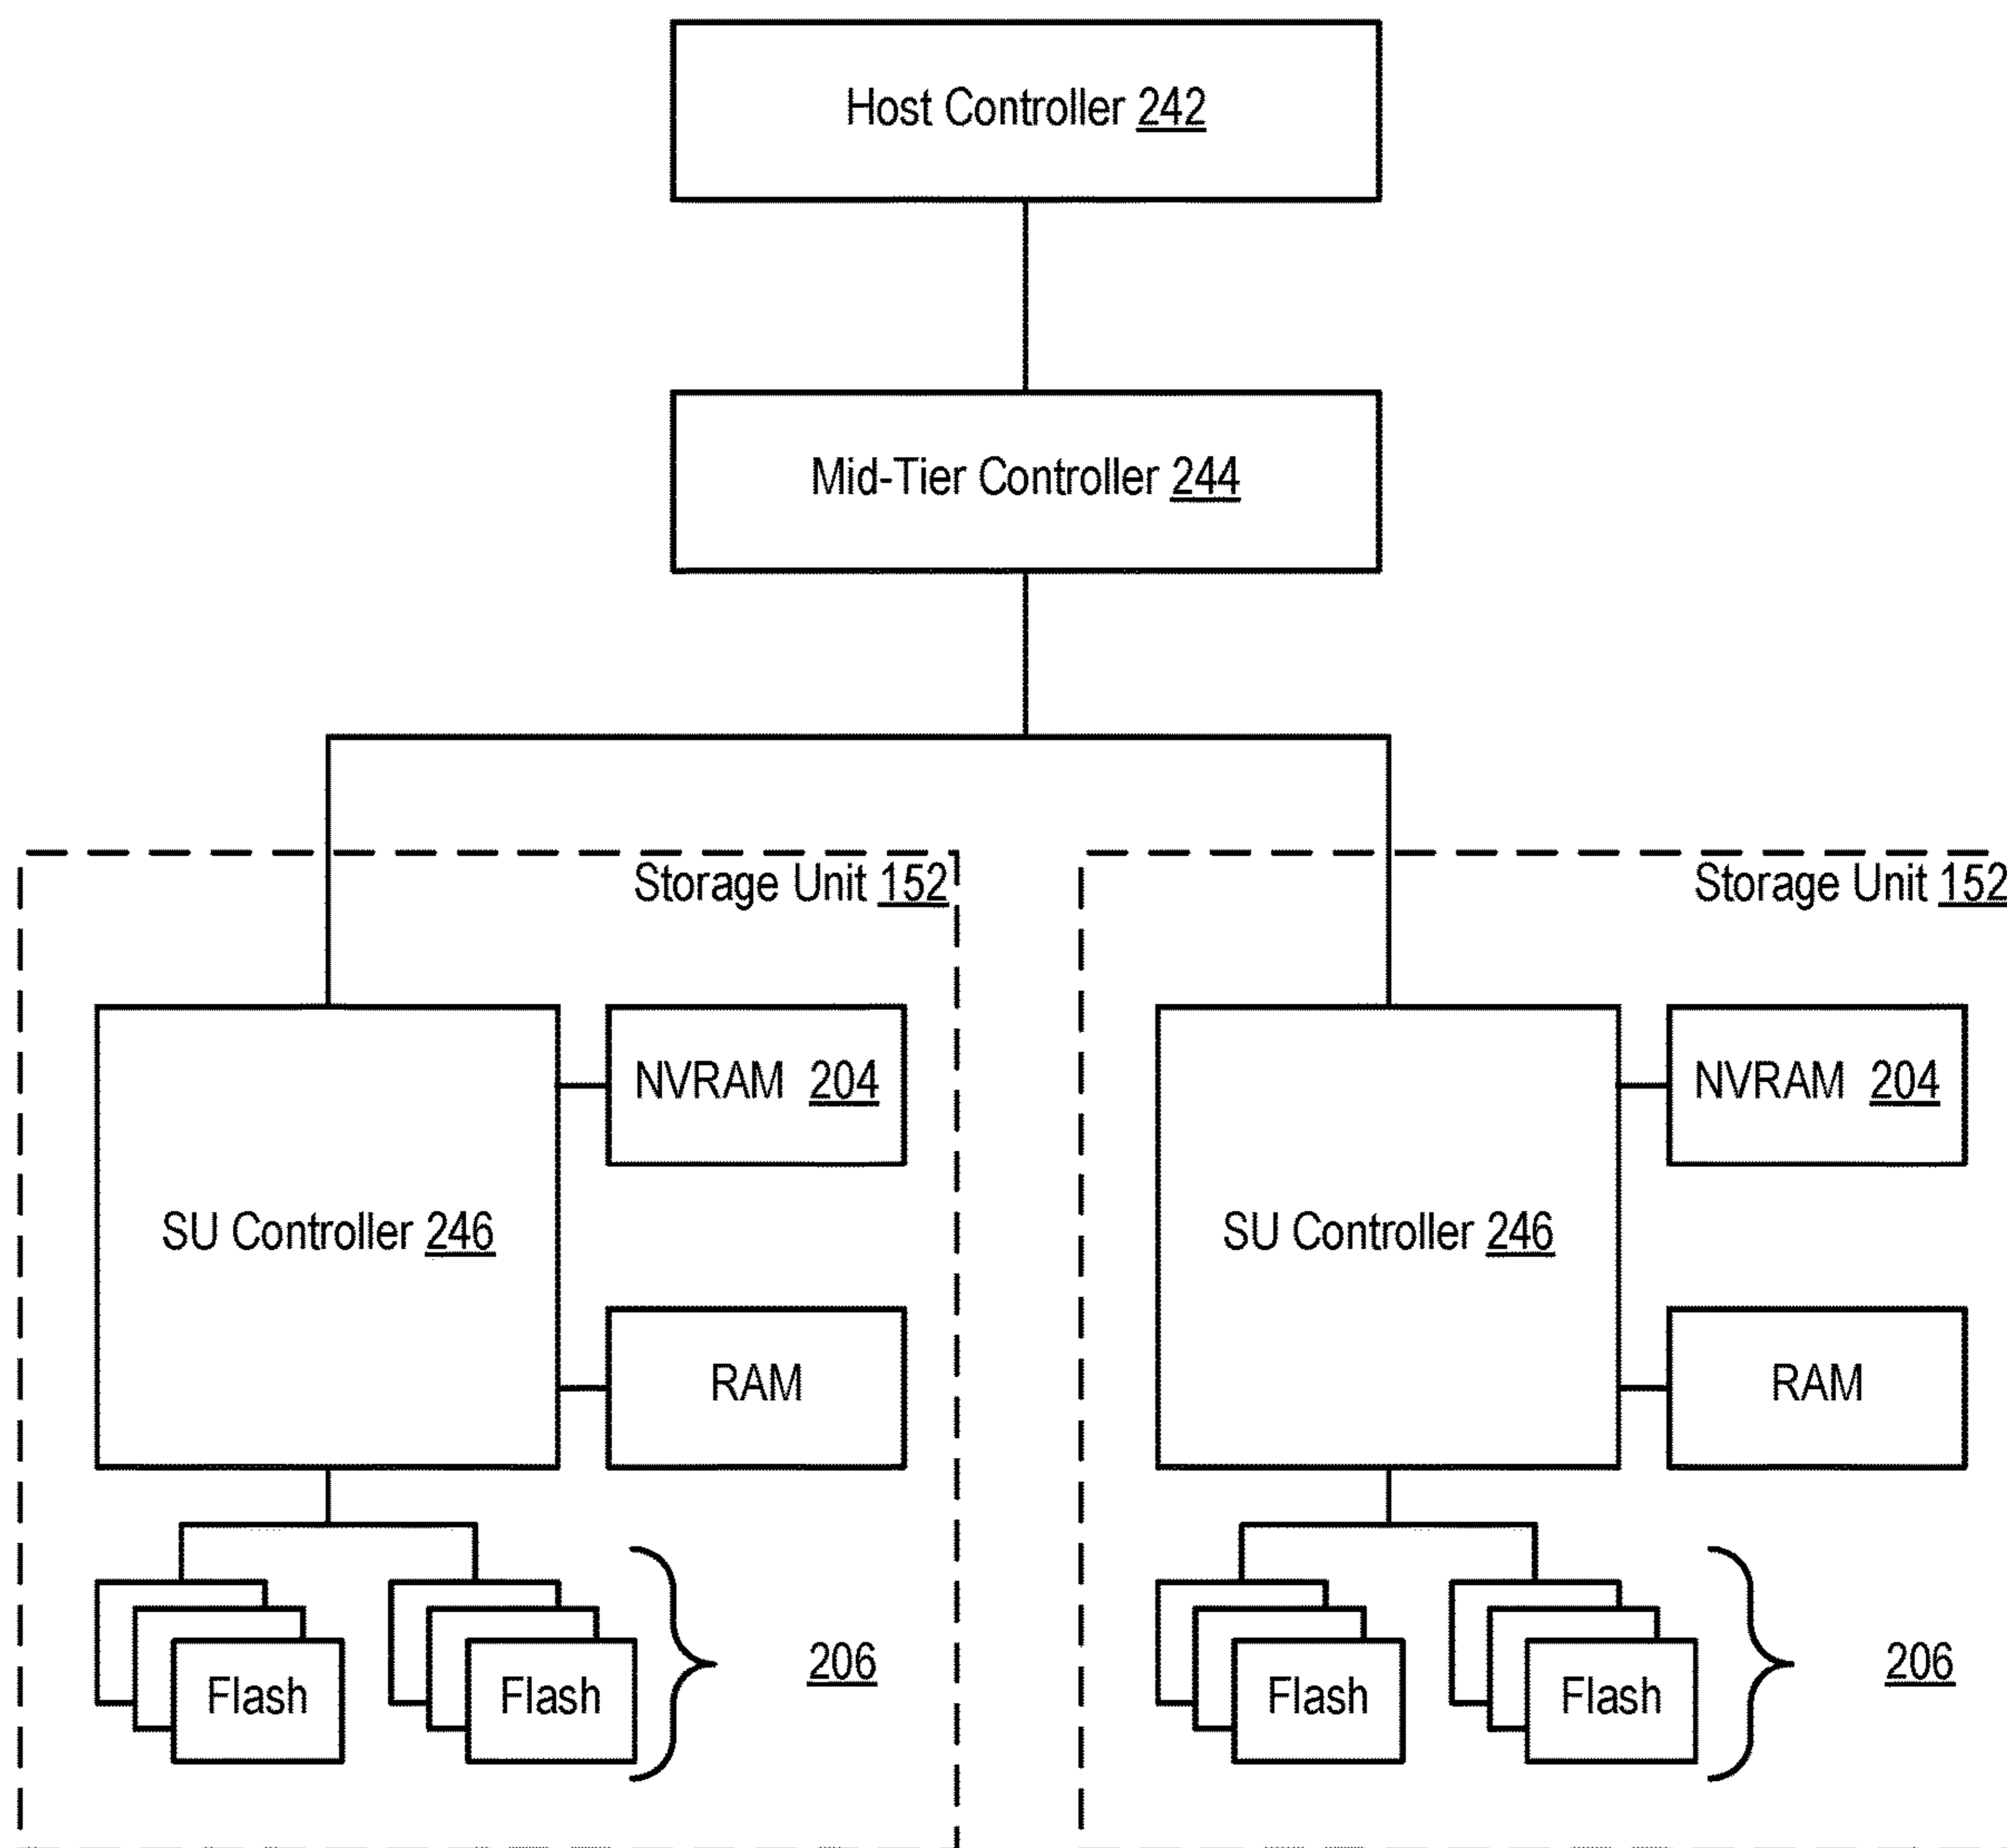 Host Controller 242
Mid-Tier Controller 244
Storage Unit 152
Storage Unit 152
NVRAM 204
NVRAM 204
SU Controller 246
SU Controller 246
RAM
RAM
206
206
Flash
Flash
Flash
Flash